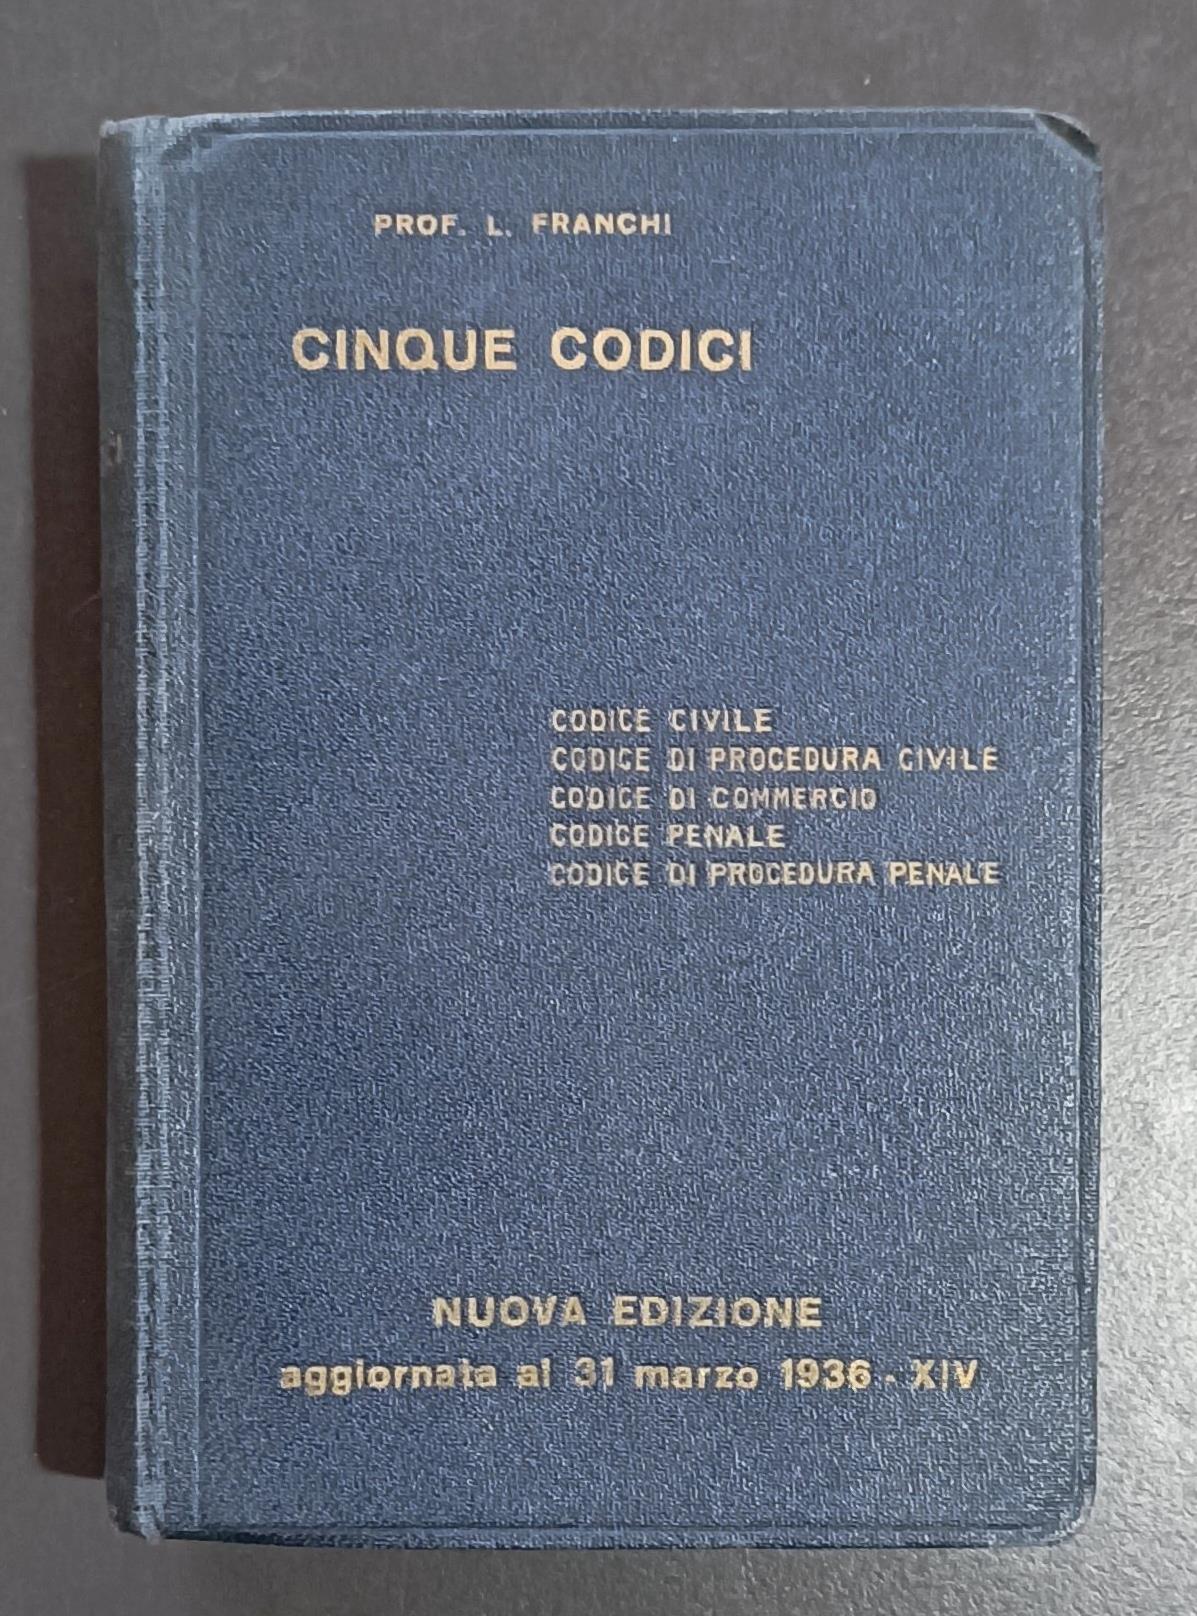 PROF. L. FRANCHI
CINQUE CODICI
CODICE CIVILE
CODICE DI PROCEDURA CIVILE
CODICE DI COMMERCIO
CODICE PENALE
CODICE DI PROCEDURA PENALE
NUOVA EDIZIONE
aggiornata al 31 marzo 1936 - XIV